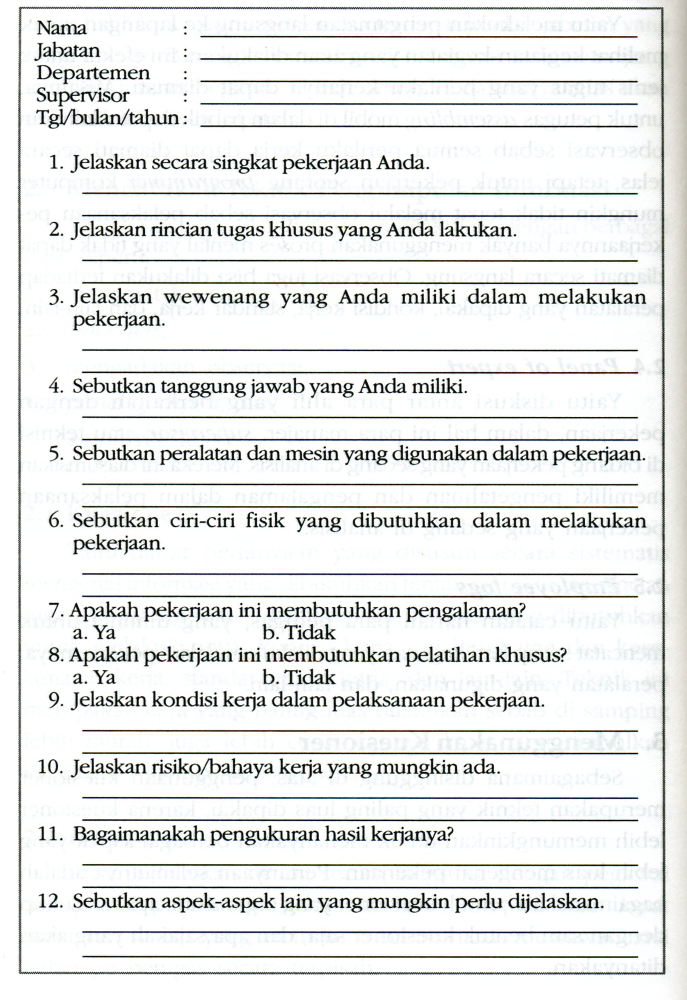 Nama :
Jabatan :
Departemen :
Supervisor :
Tgl/bulan/tahun :
1. Jelaskan secara singkat pekerjaan Anda.
2. Jelaskan rincian tugas khusus yang Anda lakukan.
3. Jelaskan wewenang yang Anda miliki dalam melakukan
pekerjaan.
4. Sebutkan tanggung jawab yang Anda miliki.
5. Sebutkan peralatan dan mesin yang digunakan dalam pekerjaan.
6. Sebutkan ciri-ciri fisik yang dibutuhkan dalam melakukan
pekerjaan.
7. Apakah pekerjaan ini membutuhkan pengalaman?
a. Ya b. Tidak
8. Apakah pekerjaan ini membutuhkan pelatihan khusus?
a. Ya b. Tidak
9. Jelaskan kondisi kerja dalam pelaksanaan pekerjaan.
10. Jelaskan risiko/bahaya kerja yang mungkin ada.
11. Bagaimanakah pengukuran hasil kerjanya?
12. Sebutkan aspek-aspek lain yang mungkin perlu dijelaskan.